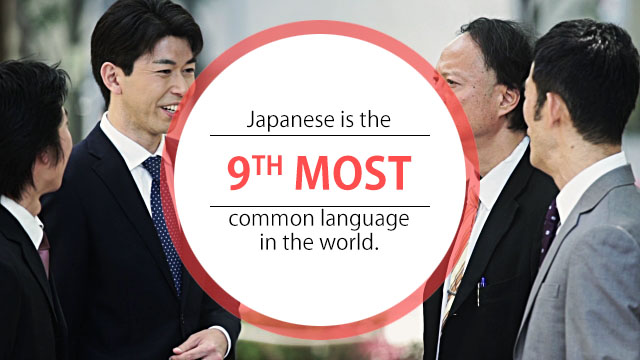 Japanese is the
9TH MOST
common language
in the world.